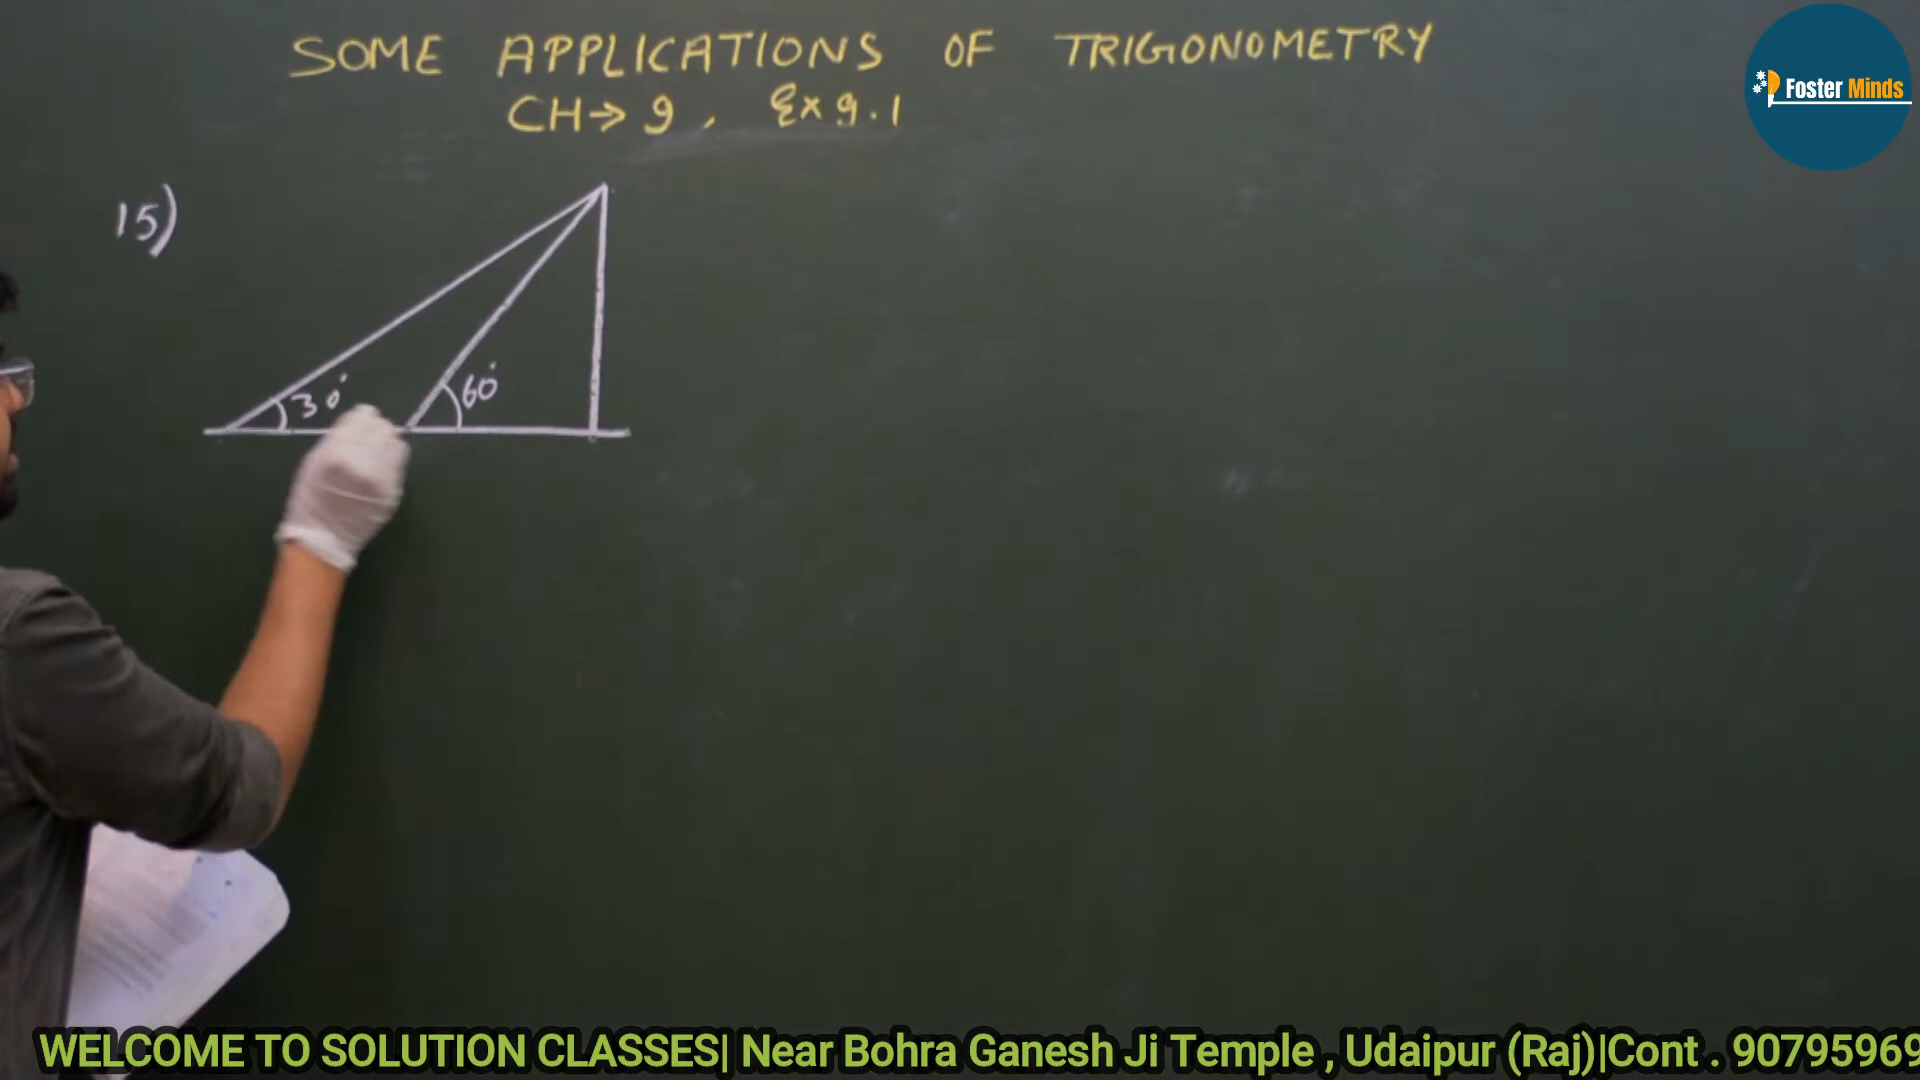 SOME APPLICATIONS OF TRIGONOMETRY
CH→9, Ex 9.1
Foster Minds
15)
30°
60°
WELCOME TO SOLUTION CLASSES| Near Bohra Ganesh Ji Temple , Udaipur (Raj)|Cont . 90795969